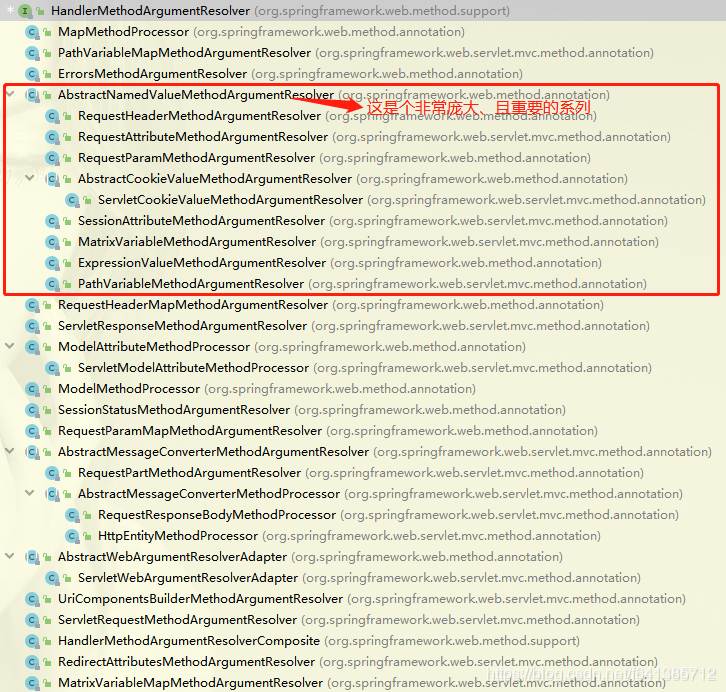 * HandlerMethodArgumentResolver (org.springframework.web.method.support)
MapMethodProcessor (org.springframework.web.method.annotation)
PathVariableMapMethodArgumentResolver (org.springframework.web.servlet.mvc.method.annotation)
ErrorsMethodArgumentResolver (org.springframework.web.method.annotation)
AbstractNamedValueMethodArgumentResolver (org.springframework.web.method.annotation)
这是个非常庞大、且重要的系列
RequestHeaderMethodArgumentResolver (org.springframework.web.method.annotation)
RequestAttributeMethodArgumentResolver (org.springframework.web.servlet.mvc.method.annotation)
RequestParamMethodArgumentResolver (org.springframework.web.method.annotation)
AbstractCookieValueMethodArgumentResolver (org.springframework.web.method.annotation)
ServletCookieValueMethodArgumentResolver (org.springframework.web.servlet.mvc.method.annotation)
SessionAttributeMethodArgumentResolver (org.springframework.web.servlet.mvc.method.annotation)
MatrixVariableMethodArgumentResolver (org.springframework.web.servlet.mvc.method.annotation)
ExpressionValueMethodArgumentResolver (org.springframework.web.method.annotation)
PathVariableMethodArgumentResolver (org.springframework.web.servlet.mvc.method.annotation)
RequestHeaderMapMethodArgumentResolver (org.springframework.web.method.annotation)
ServletResponseMethodArgumentResolver (org.springframework.web.servlet.mvc.method.annotation)
ModelAttributeMethodProcessor (org.springframework.web.method.annotation)
ServletModelAttributeMethodProcessor (org.springframework.web.servlet.mvc.method.annotation)
ModelMethodProcessor (org.springframework.web.method.annotation)
SessionStatusMethodArgumentResolver (org.springframework.web.method.annotation)
RequestParamMapMethodArgumentResolver (org.springframework.web.method.annotation)
AbstractMessageConverterMethodArgumentResolver (org.springframework.web.servlet.mvc.method.annotation)
RequestPartMethodArgumentResolver (org.springframework.web.servlet.mvc.method.annotation)
AbstractMessageConverterMethodProcessor (org.springframework.web.servlet.mvc.method.annotation)
RequestResponseBodyMethodProcessor (org.springframework.web.servlet.mvc.method.annotation)
HttpEntityMethodProcessor (org.springframework.web.servlet.mvc.method.annotation)
AbstractWebArgumentResolverAdapter (org.springframework.web.method.annotation)
ServletWebArgumentResolverAdapter (org.springframework.web.servlet.mvc.method.annotation)
UriComponentsBuilderMethodArgumentResolver (org.springframework.web.servlet.mvc.method.annotation)
ServletRequestMethodArgumentResolver (org.springframework.web.servlet.mvc.method.annotation)
HandlerMethodArgumentResolverComposite (org.springframework.web.method.support)
RedirectAttributesMethodArgumentResolver (org.springframework.web.servlet.mvc.method.annotation)
https://blog.csdn.net/f641385712
MatrixVariableMapMethodArgumentResolver (org.springframework.web.servlet.mvc.method.annotation)